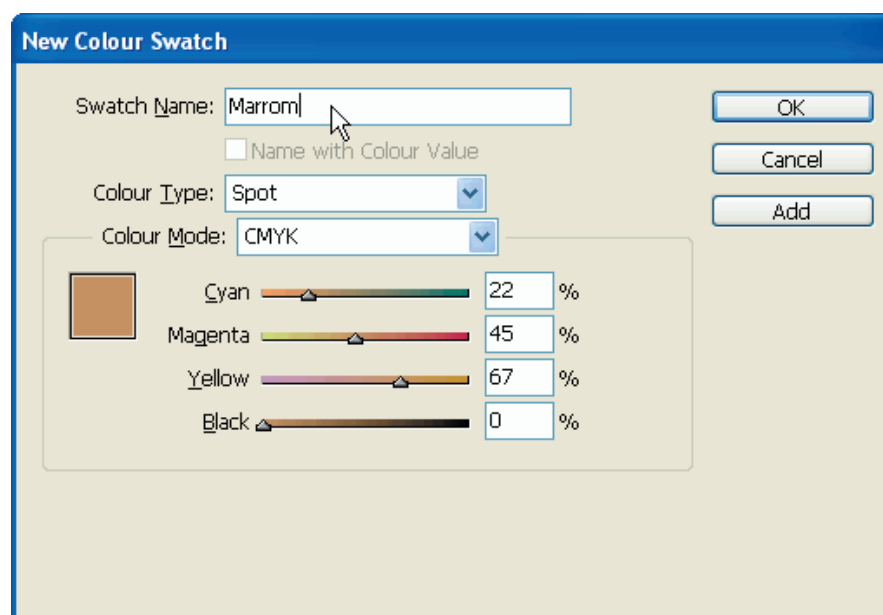 New Colour Swatch
Swatch Name: Marrom
OK
Name with Colour Value
Cancel
Colour Type: Spot
Add
Colour Mode: CMYK
Cyan 22 %
Magenta 45 %
Yellow 67 %
Black 0 %